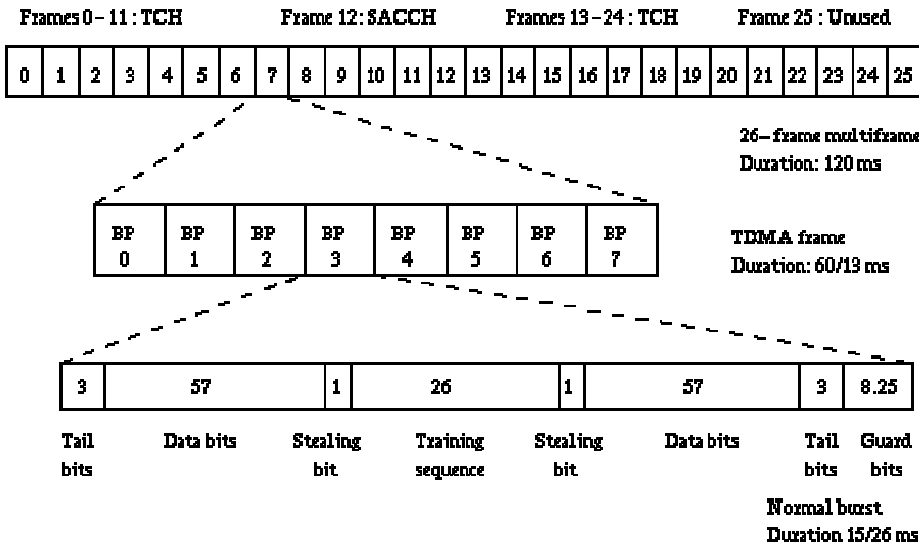 Frames 0–11 : TCH Frame 12: SACCH Frames 13–24 : TCH Frame 25 : Unused
0 1 2 3 4 5 6 7 8 9 10 11 12 13 14 15 16 17 18 19 20 21 22 23 24 25
26–frame multiframe
Duration: 120 ms
BP BP BP BP BP BP BP BP
0 1 2 3 4 5 6 7
TDMA frame
Duration: 60/13 ms
3 57 1 26 1 57 3 8.25
Tail Data bits Stealing Training Stealing Data bits Tail Guard
bits bit sequence bit bits bits
Normal burst
Duration 15/26 ms